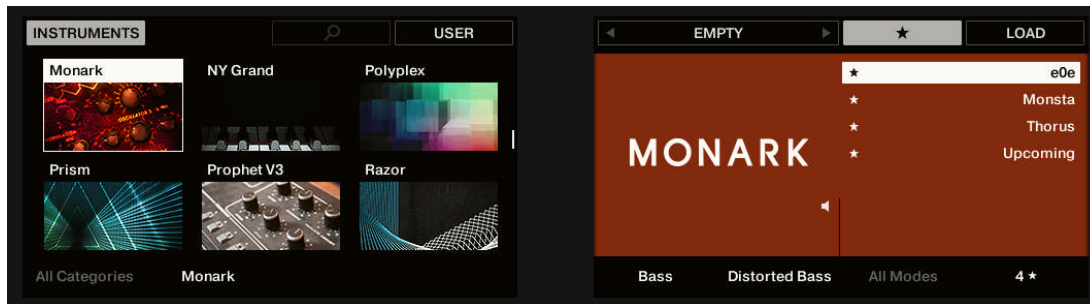 INSTRUMENTS USER
Monark NY Grand Polyplex
OSCILLATORS
Prism Prophet V3 Razor
All Categories Monark
EMPTY ★ LOAD
★ e0e
★ Monsta
★ Thorus
★ Upcoming
MONARK
Bass Distorted Bass All Modes 4 ★